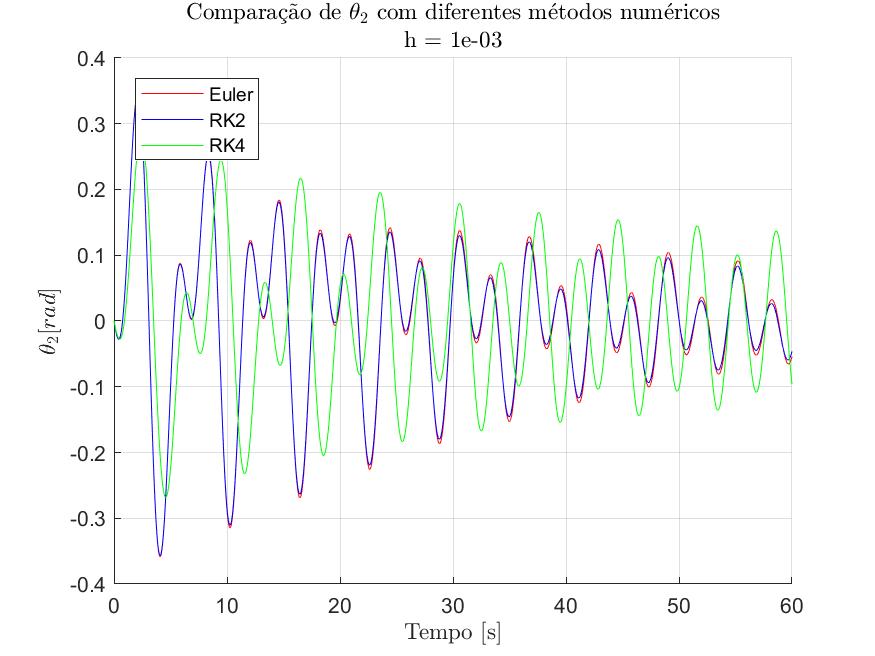 Comparação de θ₂ com diferentes métodos numéricos
h = 1e-03
0.4
0.3
0.2
0.1
0
-0.1
-0.2
-0.3
-0.4
θ₂[rad]
Euler
RK2
RK4
0 10 20 30 40 50 60
Tempo [s]